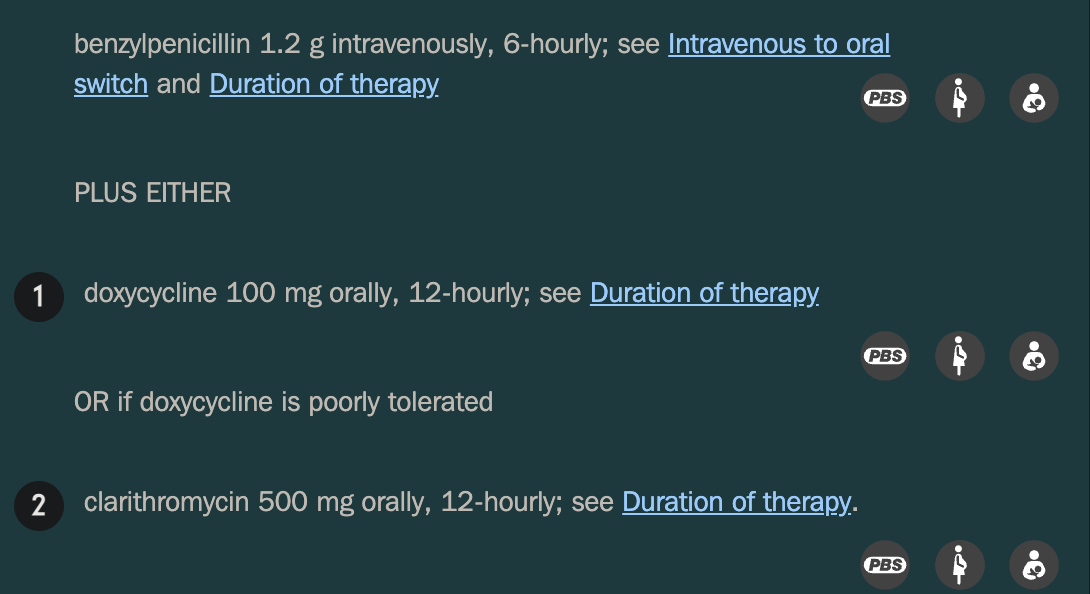 benzylpenicillin 1.2 g intravenously, 6-hourly; see Intravenous to oral
switch and Duration of therapy
PBS
PLUS EITHER
1 doxycycline 100 mg orally, 12-hourly; see Duration of therapy
PBS
OR if doxycycline is poorly tolerated
2 clarithromycin 500 mg orally, 12-hourly; see Duration of therapy.
PBS